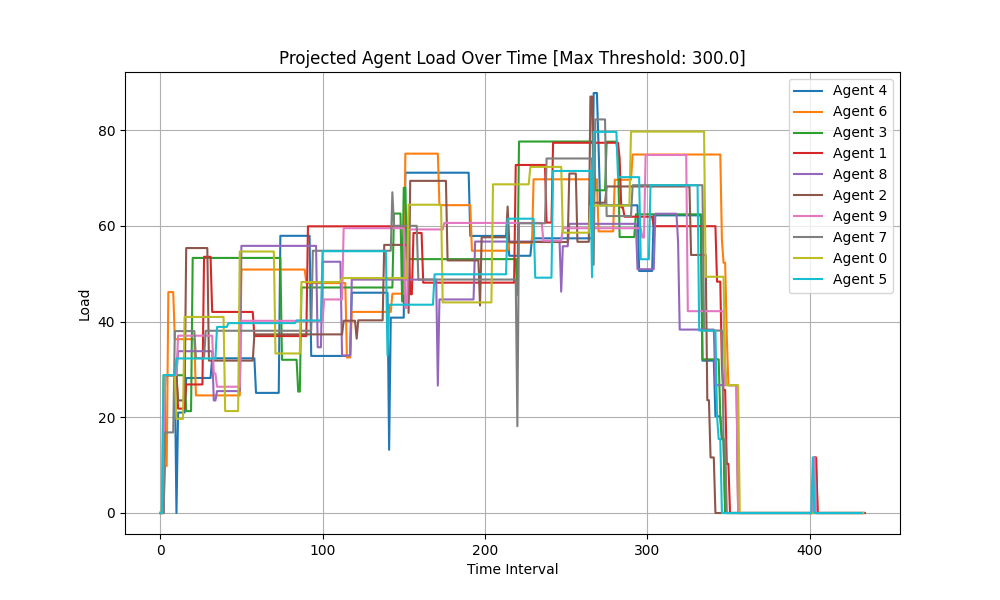 Projected Agent Load Over Time [Max Threshold: 300.0]
Load
80
60
40
20
0
0 100 200 300 400
Time Interval
Agent 4
Agent 6
Agent 3
Agent 1
Agent 8
Agent 2
Agent 9
Agent 7
Agent 0
Agent 5